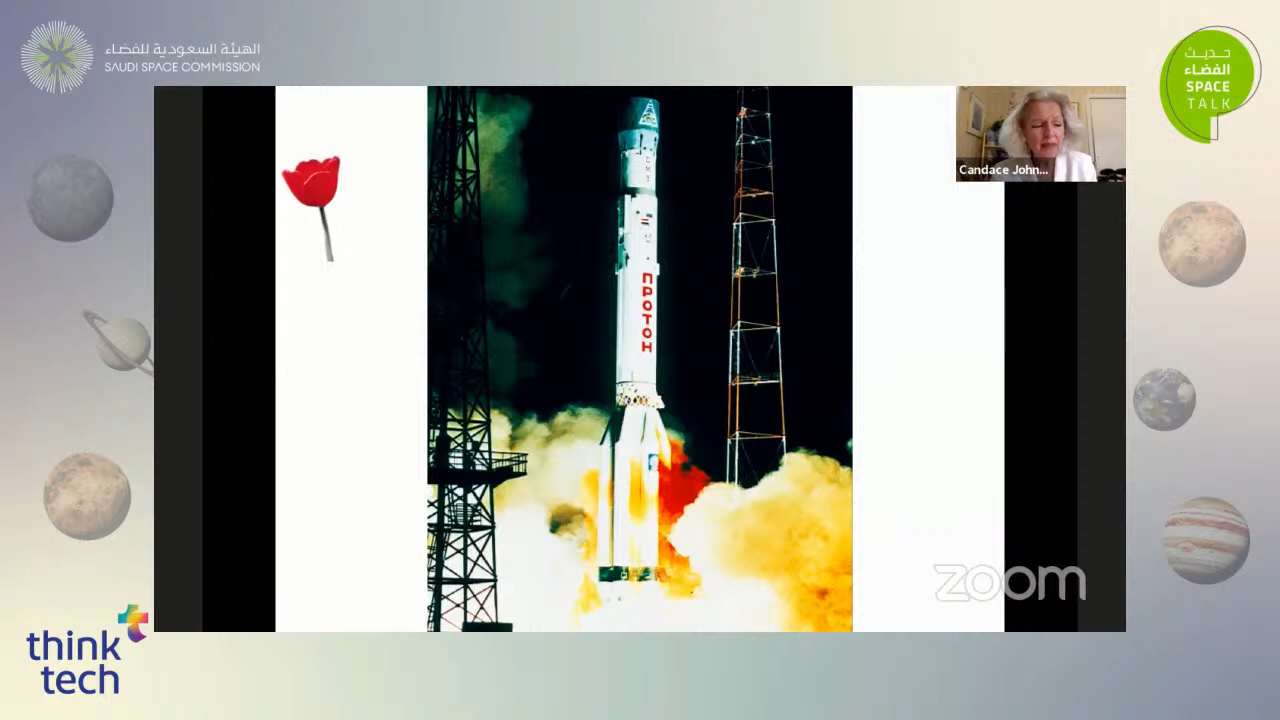 الهيئة السعودية للفضاء
SAUDI SPACE COMMISSION
حديث
الفضاء
SPACE
TALK
Candace John...
ПРОТОН
zoom
think
tech